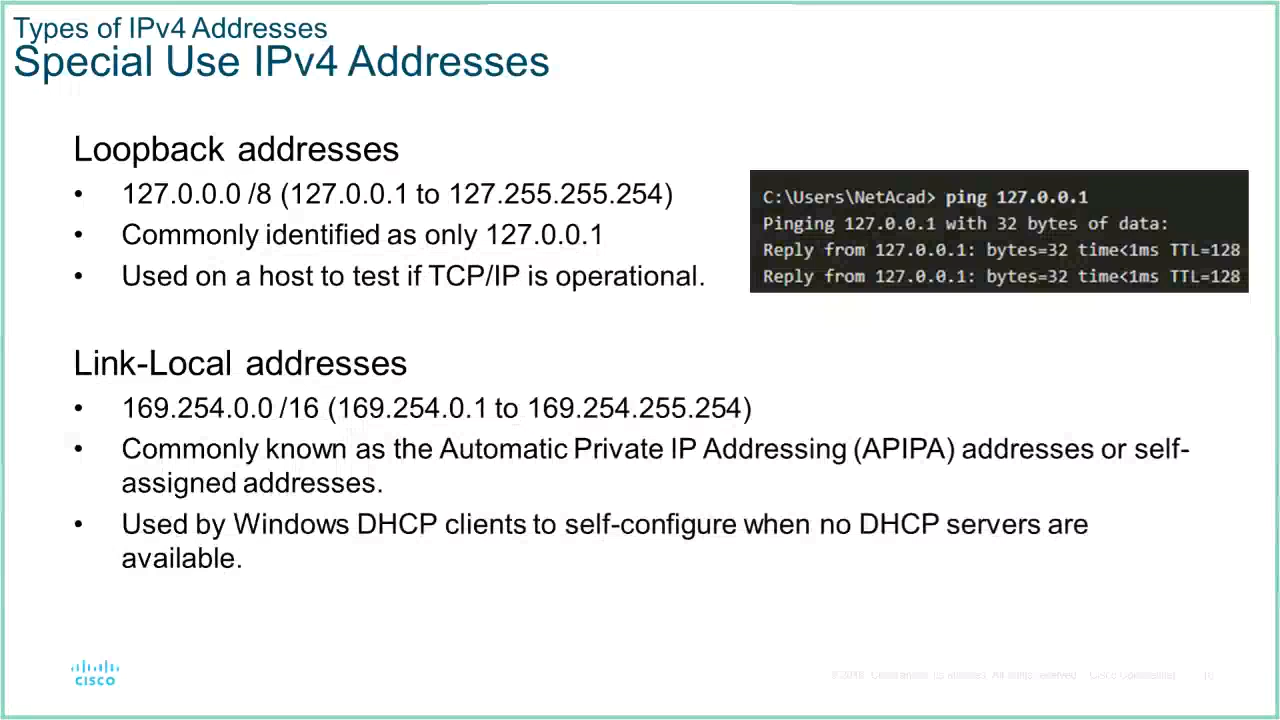 Types of IPv4 Addresses
Special Use IPv4 Addresses
Loopback addresses
• 127.0.0.0 /8 (127.0.0.1 to 127.255.255.254)
• Commonly identified as only 127.0.0.1
• Used on a host to test if TCP/IP is operational.
C:\Users\NetAcad> ping 127.0.0.1
Pinging 127.0.0.1 with 32 bytes of data:
Reply from 127.0.0.1: bytes=32 time<1ms TTL=128
Reply from 127.0.0.1: bytes=32 time<1ms TTL=128
Link-Local addresses
• 169.254.0.0 /16 (169.254.0.1 to 169.254.255.254)
• Commonly known as the Automatic Private IP Addressing (APIPA) addresses or self-
assigned addresses.
• Used by Windows DHCP clients to self-configure when no DHCP servers are
available.
CISCO